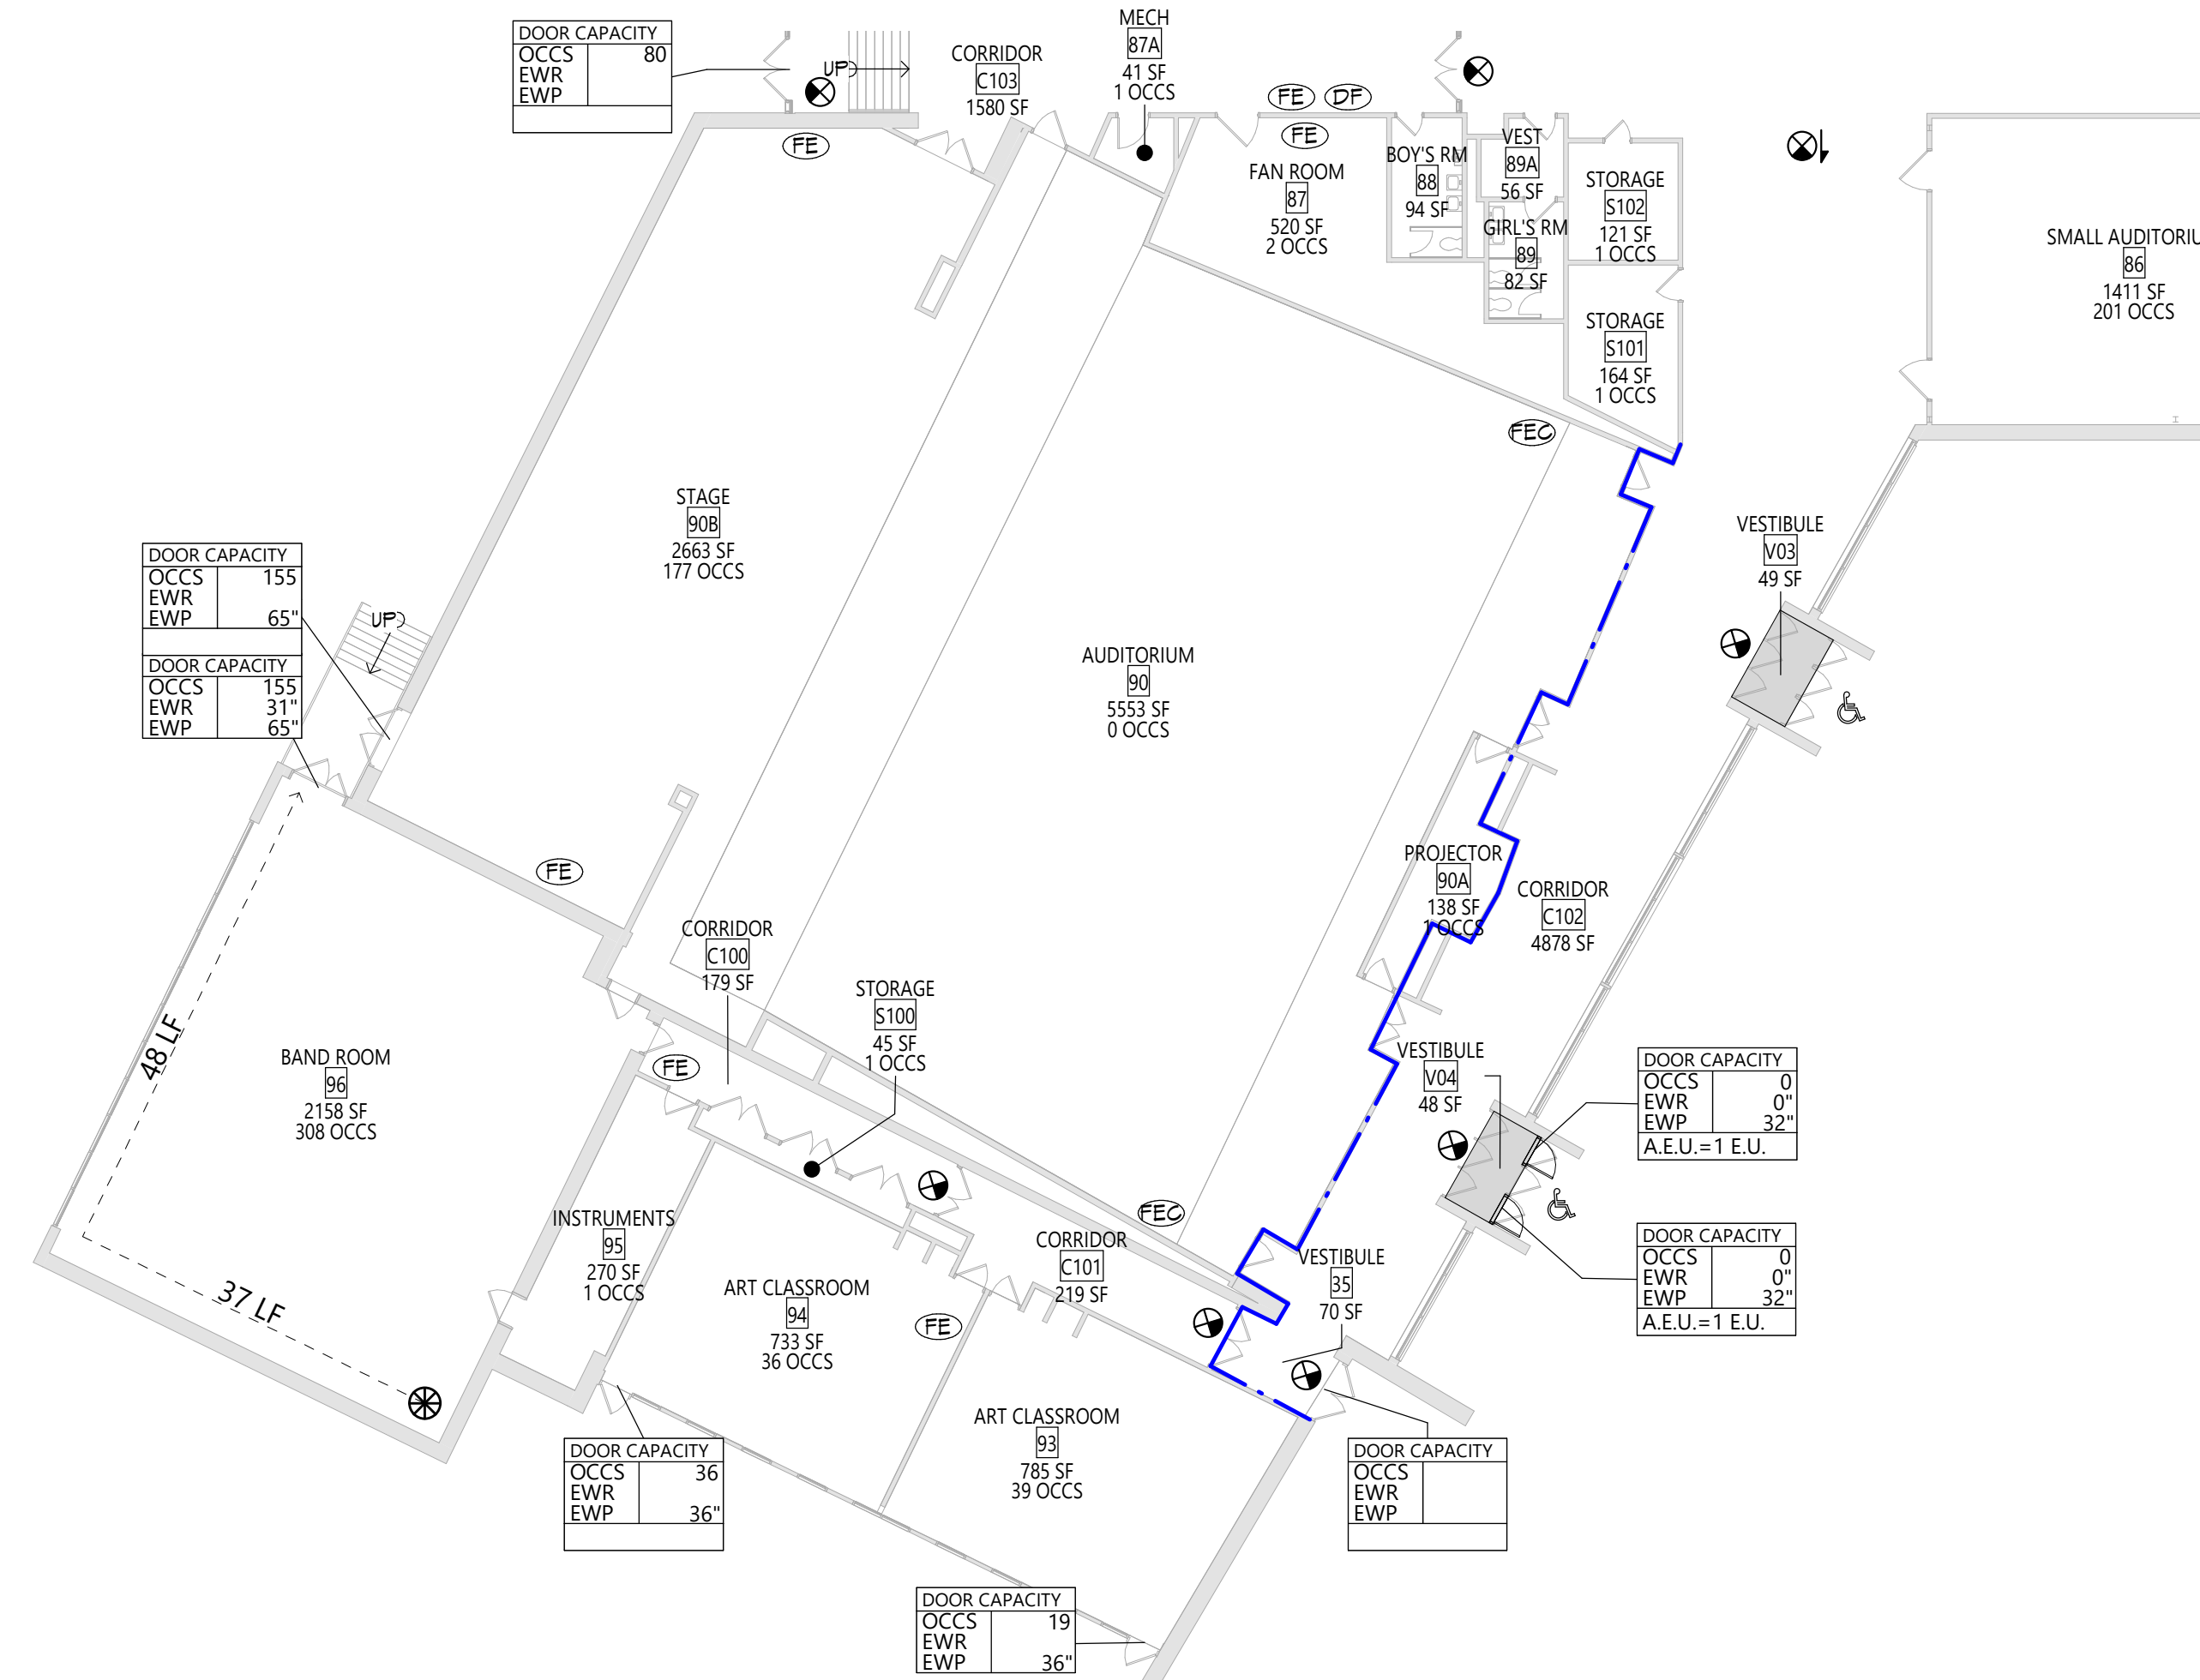 DOOR CAPACITY
OCCS 80
EWR
EWP
UP
CORRIDOR
C103
1580 SF
MECH
87A
41 SF
1 OCCS
FE
FE
DF
FE
FAN ROOM
87
520 SF
2 OCCS
BOY'S RM
88
94 SF
VEST
89A
56 SF
GIRL'S RM
89
82 SF
STORAGE
S102
121 SF
1 OCCS
STORAGE
S101
164 SF
1 OCCS
SMALL AUDITORIU
86
1411 SF
201 OCCS
FEC
STAGE
90B
2663 SF
177 OCCS
VESTIBULE
V03
49 SF
DOOR CAPACITY
OCCS 155
EWR
EWP 65"
DOOR CAPACITY
OCCS 155
EWR 31"
EWP 65"
UP
AUDITORIUM
90
5553 SF
0 OCCS
FE
PROJECTOR
90A
138 SF
1 OCCS
CORRIDOR
C102
4878 SF
CORRIDOR
C100
179 SF
STORAGE
S100
45 SF
1 OCCS
48 LF
BAND ROOM
96
2158 SF
308 OCCS
FE
VESTIBULE
V04
48 SF
DOOR CAPACITY
OCCS 0
EWR 0"
EWP 32"
A.E.U.=1 E.U.
FEC
INSTRUMENTS
95
270 SF
1 OCCS
CORRIDOR
C101
219 SF
VESTIBULE
35
70 SF
DOOR CAPACITY
OCCS 0
EWR 0"
EWP 32"
A.E.U.=1 E.U.
37 LF
ART CLASSROOM
94
733 SF
36 OCCS
FE
ART CLASSROOM
93
785 SF
39 OCCS
DOOR CAPACITY
OCCS 36
EWR
EWP 36"
DOOR CAPACITY
OCCS
EWR
EWP
DOOR CAPACITY
OCCS 19
EWR
EWP 36"